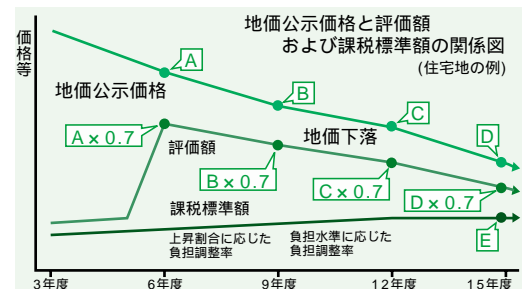 地価公示価格と評価額
および課税標準額の関係図
(住宅地の例)
価格等
A
B
C
D
地価公示価格
A×0.7
評価額
地価下落
B×0.7
C×0.7
D×0.7
課税標準額
E
上昇割合に応じた
負担調整率
負担水準に応じた
負担調整率
3年度
6年度
9年度
12年度
15年度